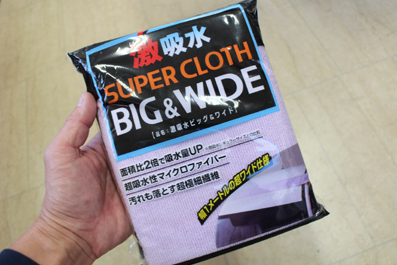 激吸水
SUPER CLOTH
BIG & WIDE
【品名:激吸水ビッグ&ワイド】
面積比2倍で吸水量UP
超吸水性マイクロファイバー
汚れも落とす超極細繊維
幅1メートルの超ワイド仕様